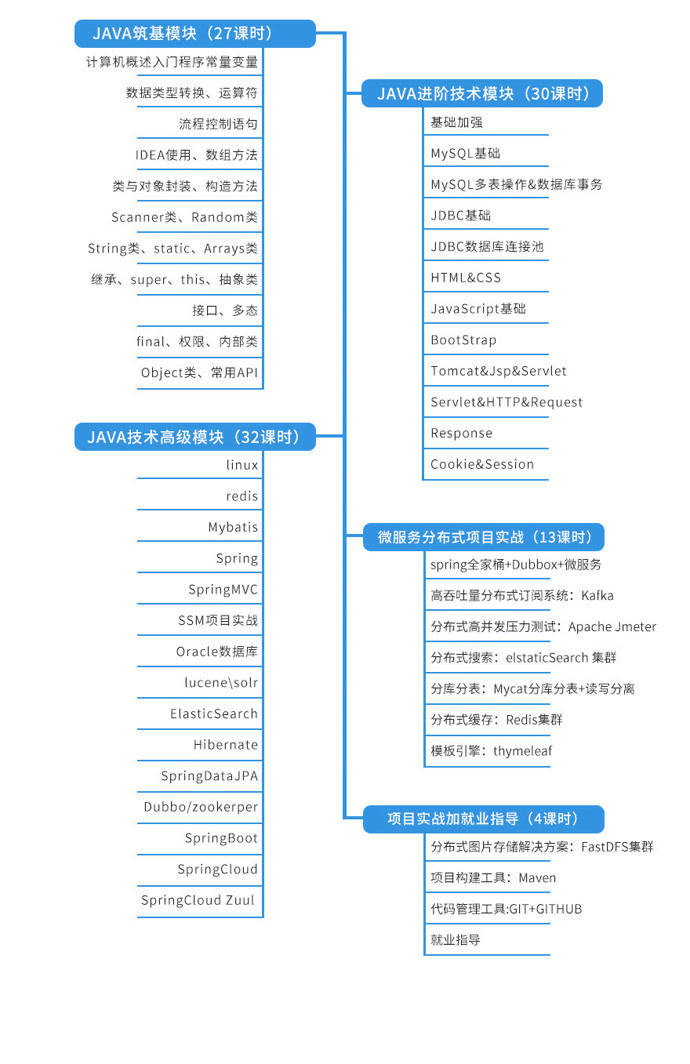 JAVA筑基模块（27课时）
计算机概述入门程序常量变量
数据类型转换、运算符
流程控制语句
IDEA使用、数组方法
类与对象封装、构造方法
Scanner类、Random类
String类、static、Arrays类
继承、super、this、抽象类
接口、多态
final、权限、内部类
Object类、常用API
JAVA进阶技术模块（30课时）
基础加强
MySQL基础
MySQL多表操作&数据库事务
JDBC基础
JDBC数据库连接池
HTML&CSS
JavaScript基础
BootStrap
Tomcat&Jsp&Servlet
Servlet&HTTP&Request
Response
Cookie&Session
JAVA技术高级模块（32课时）
linux
redis
Mybatis
Spring
SpringMVC
SSM项目实战
Oracle数据库
lucene\solr
ElasticSearch
Hibernate
SpringDataJPA
Dubbo/zookerper
SpringBoot
SpringCloud
SpringCloud Zuul
微服务分布式项目实战（13课时）
spring全家桶+Dubbox+微服务
高吞吐量分布式订阅系统：Kafka
分布式高并发压力测试：Apache Jmeter
分布式搜索：elstaticSearch 集群
分库分表：Mycat分库分表+读写分离
分布式缓存：Redis集群
模板引擎：thymeleaf
项目实战加就业指导（4课时）
分布式图片存储解决方案：FastDFS集群
项目构建工具：Maven
代码管理工具:GIT+GITHUB
就业指导